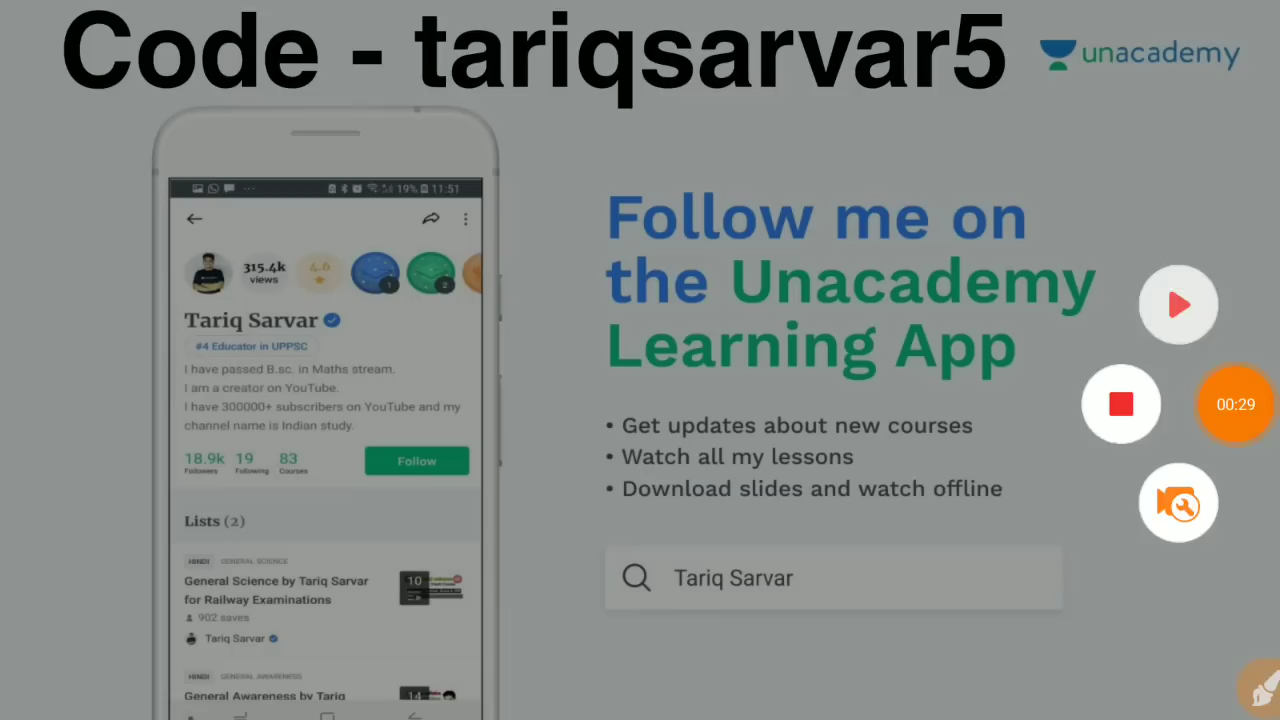 Code - tariqsarvar5
unacademy
19% 11:51
315.4k
views
4.6
1
2
Tariq Sarvar
#4 Educator in UPPSC
I have passed B.sc. in Maths stream.
I am a creator on YouTube.
I have 300000+ subscribers on YouTube and my
channel name is Indian study.
18.9k 19 83
Followers Following Courses
Follow
Lists (2)
HINDI GENERAL SCIENCE
General Science by Tariq Sarvar
for Railway Examinations
10
902 saves
Tariq Sarvar
HINDI GENERAL AWARENESS
General Awareness by Tariq
14
Follow me on
the Unacademy
Learning App
• Get updates about new courses
• Watch all my lessons
• Download slides and watch offline
Tariq Sarvar
00:29